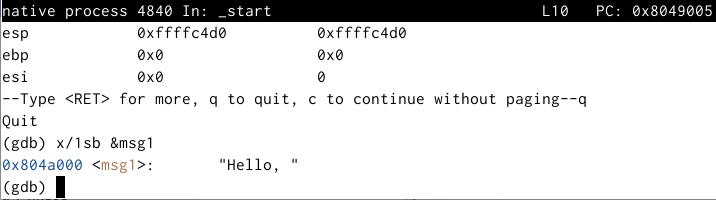 native process 4840 In: _start L10 PC: 0x8049005
esp 0xffffc4d0 0xffffc4d0
ebp 0x0 0x0
esi 0x0 0
--Type <RET> for more, q to quit, c to continue without paging--q
Quit
(gdb) x/1sb &msg1
0x804a000 <msg1>: "Hello, "
(gdb)